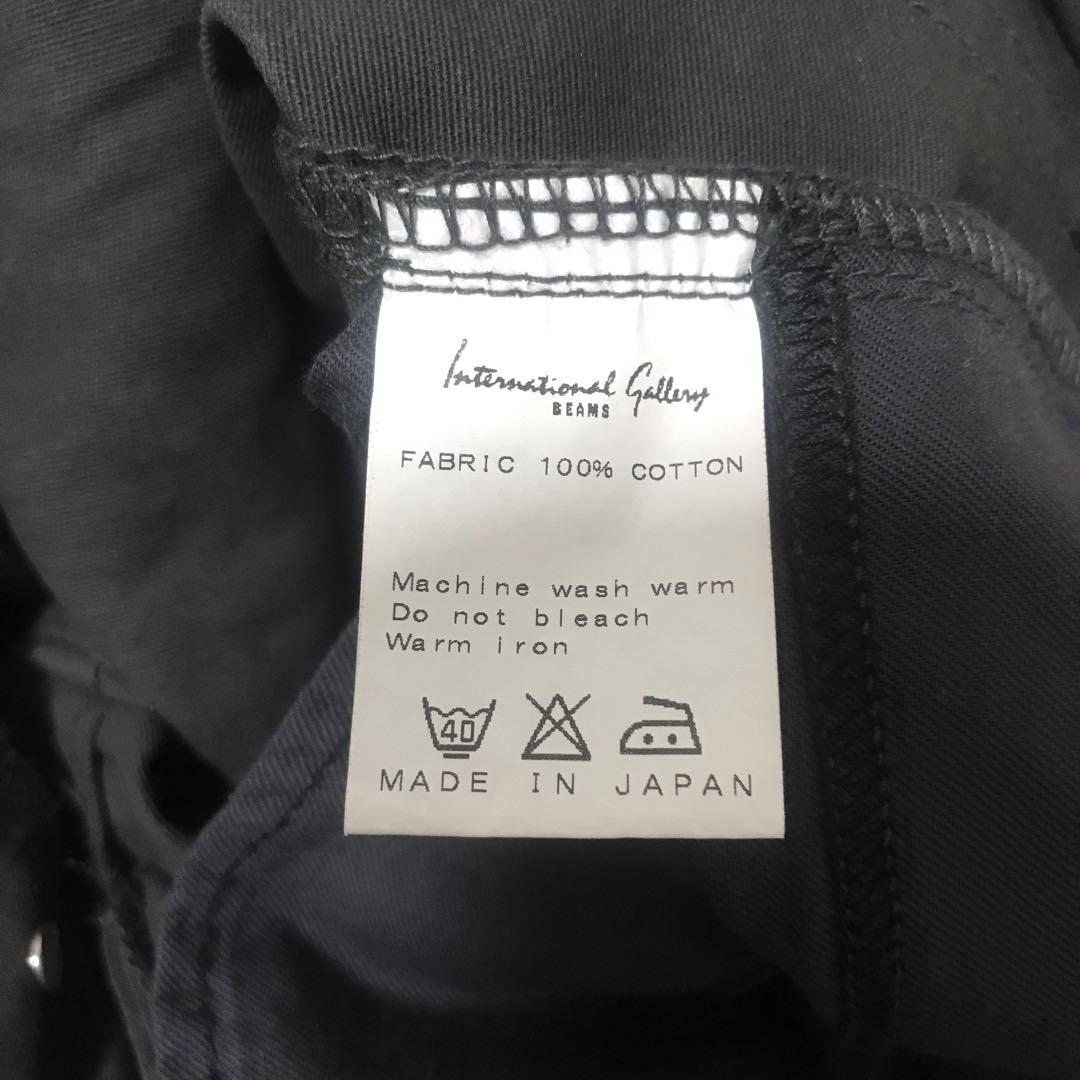 International Gallery
BEAMS
FABRIC 100% COTTON
Machine wash warm
Do not bleach
Warm iron
40
MADE IN JAPAN